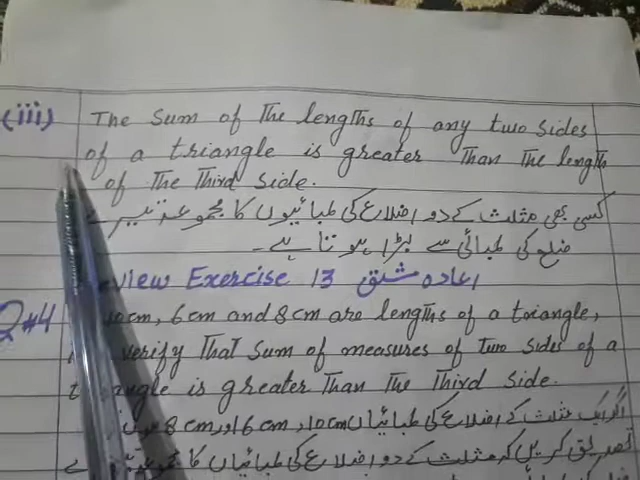 (iii) The Sum of The lengths of any two sides
of a triangle is greater Than The length
of The Third side.
کسی بھی مثلث کے دو اضلاع کی لمبائیوں کا مجموعہ تیسرے
ضلع کی لمبائی سے بڑا ہوتا ہے۔
view Exercise 13 اعادہ مشق
Q#4 10cm, 6cm and 8cm are lengths of a triangle,
verify That Sum of measures of Two Sides of a
t angle is greater Than The Third side.
اگر ایک مثلث کے اضلاع کی لمبائیاں 10cm، 6cm اور 8cm ہوں
تصدیق کریں کہ مثلث کے دو اضلاع کی لمبائیوں کا مجموعہ